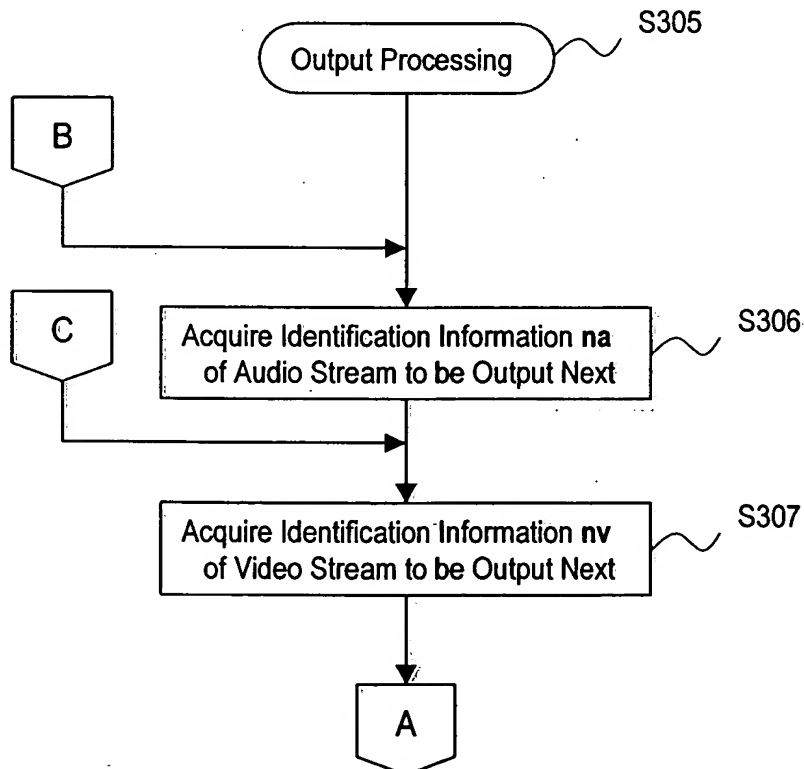 S305
Output Processing
B
C
Acquire Identification Information na
of Audio Stream to be Output Next
S306
Acquire Identification Information nv
of Video Stream to be Output Next
S307
A